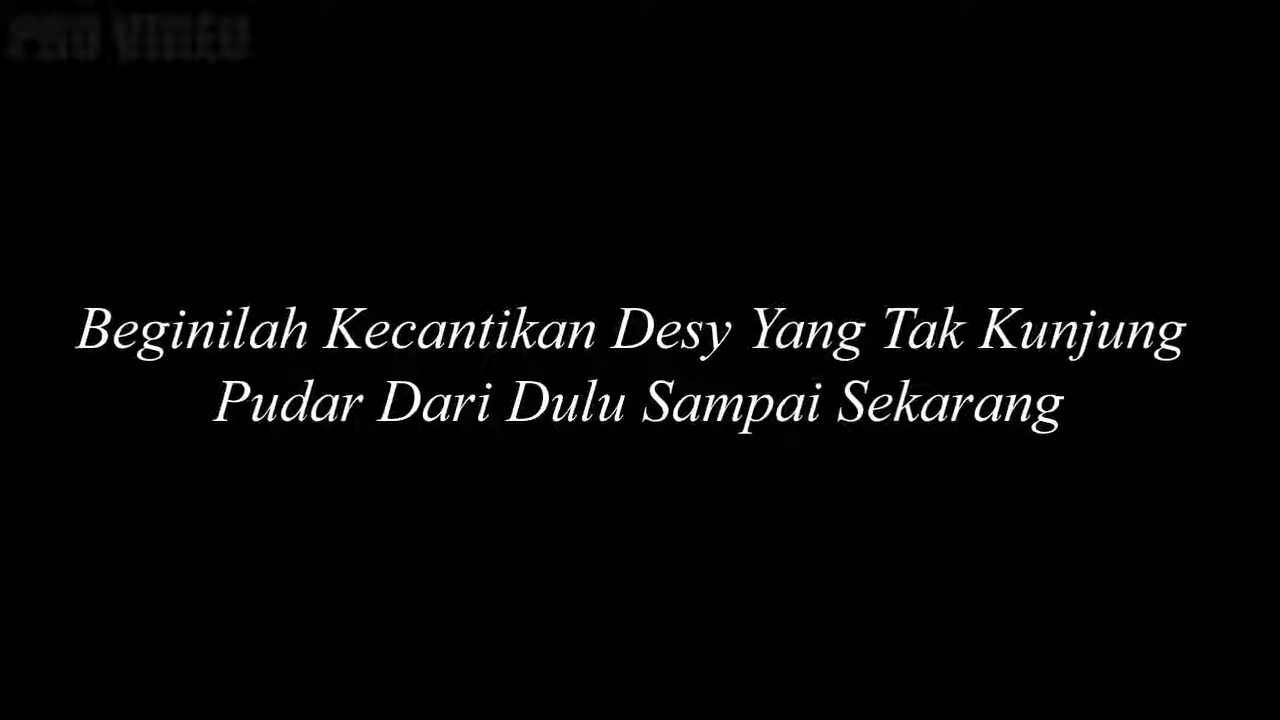 Beginilah Kecantikan Desy Yang Tak Kunjung
Pudar Dari Dulu Sampai Sekarang